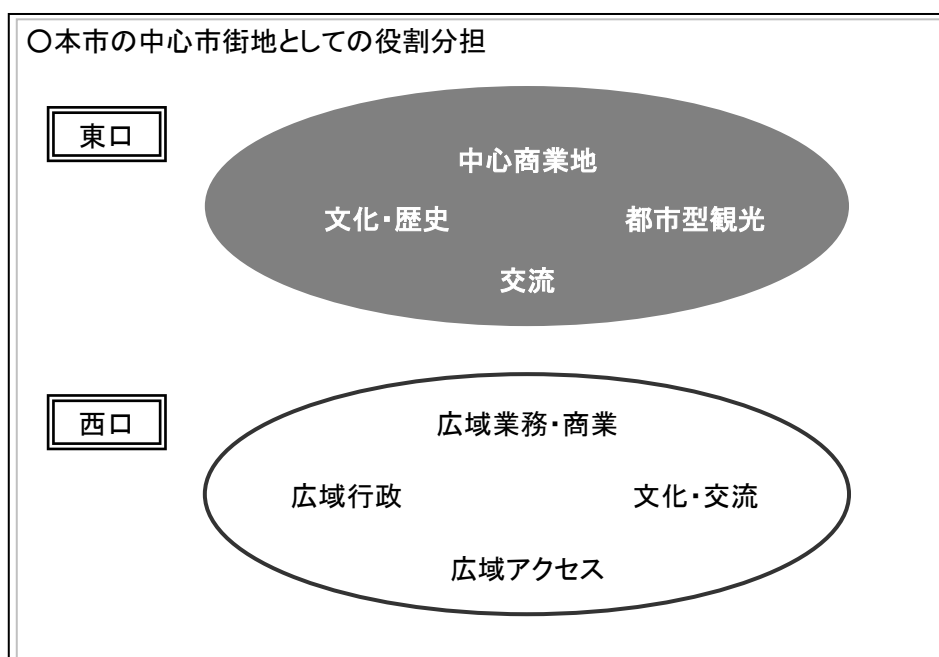 〇本市の中心市街地としての役割分担
東口
中心商業地
文化・歴史 都市型観光
交流
西口
広域業務・商業
広域行政 文化・交流
広域アクセス